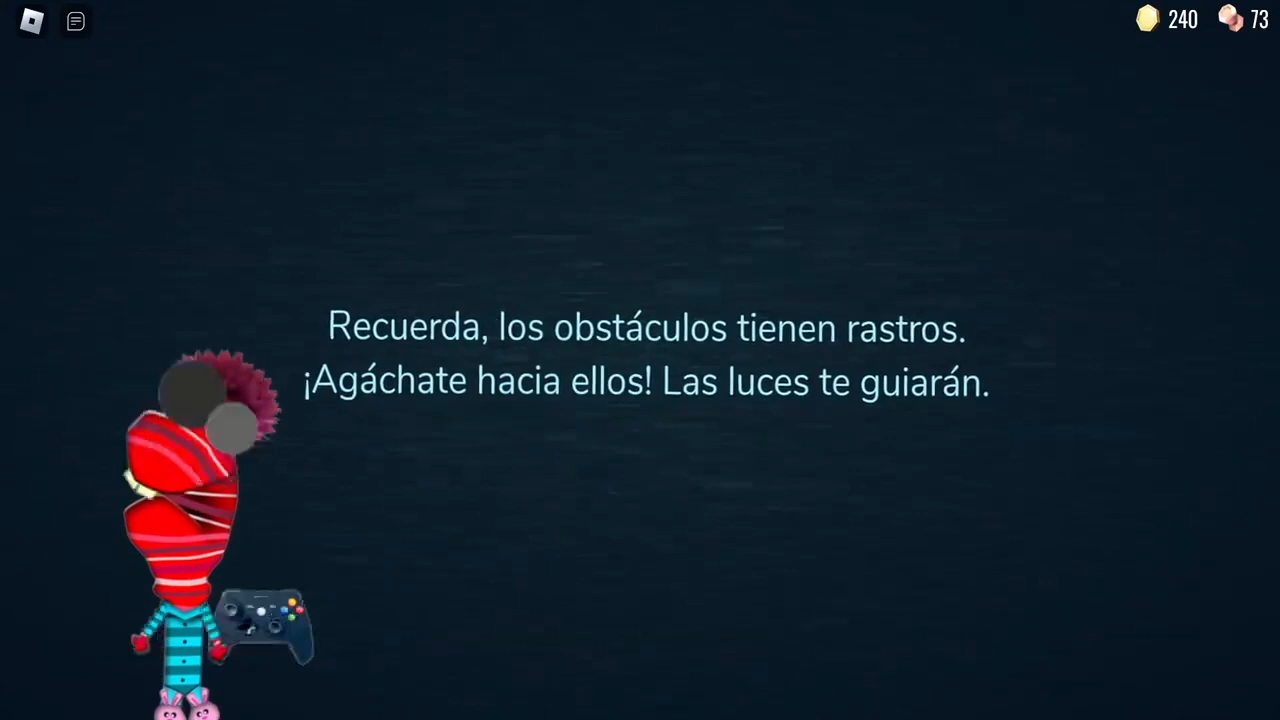 240
73
Recuerda, los obstáculos tienen rastros.
¡Agáchate hacia ellos! Las luces te guiarán.